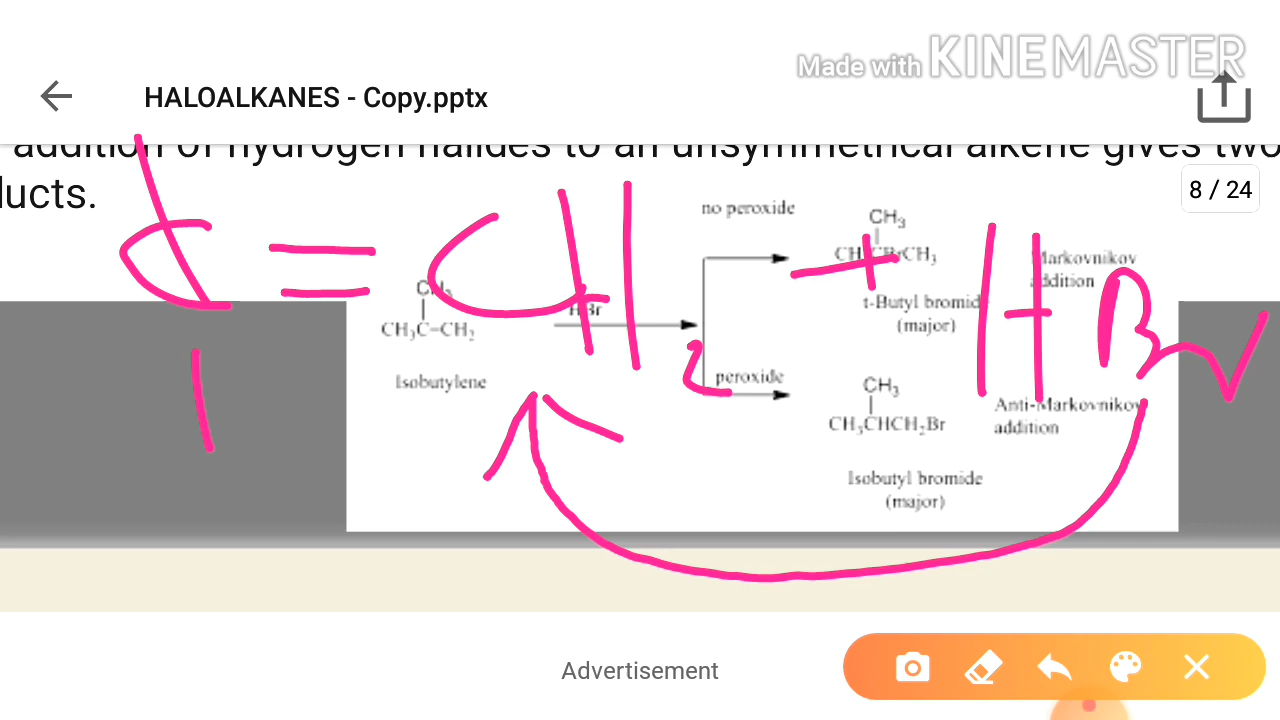 Made with KINEMASTER
HALOALKANES - Copy.pptx
addition of hydrogen halides to an unsymmetrical alkene gives two
ducts.
8 / 24
no peroxide
CH3
CH3CBrCH3
Markovnikov
addition
t-Butyl bromide
(major)
CH3
CH3C-CH2
HBr
Isobutylene
peroxide
CH3
CH3CHCH2Br
Anti-Markovnikov
addition
Isobutyl bromide
(major)
C = CH2 + H Br
Advertisement